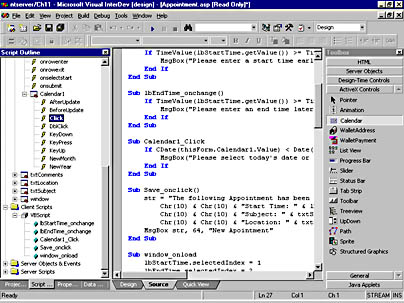 ntserver/Ch11 - Microsoft Visual InterDev [design] - [Appointment.asp [Read Only]*]
File Edit View Project Build Debug Tools Window Help
Design
Script Outline
onrowenter
onrowexit
onselectstart
onsubmit
Calendar1
AfterUpdate
BeforeUpdate
Click
DblClick
KeyDown
KeyPress
KeyUp
NewMonth
NewYear
txtComments
txtLocation
txtSubject
window
Client Scripts
VBScript
lbStartTime_onchange
lbEndTime_onchange
Calendar1_Click
Save_onclick
window_onload
Server Objects & Events
Server Scripts
Projec...
Script ...
Docum...
If TimeValue(lbStartTime.getValue()) >= Ti
MsgBox("Please enter a start time earl
End If
End Sub
Sub lbEndTime_onchange()
If TimeValue(lbStartTime.getValue()) >= Ti
MsgBox("Please enter an end time later
End If
End Sub
Sub Calendar1_Click
If CDate(thisForm.Calendar1.Value) < Date(
MsgBox("Please select today's date or
End If
End Sub
Sub Save_onclick()
str = "The following Appointment has been
Chr(10) & Chr(10) & "Start Time: " & l
Chr(10) & Chr(10) & "Subject: " & txtS
Chr(10) & Chr(10) & "Location: " & txt
MsgBox str, 64, "New Appointment"
End Sub
Sub window_onload
lbStartTime.selectedIndex = 1
Design
Source
Quick View
Toolbox
HTML
Server Objects
Design-Time Controls
ActiveX Controls
Pointer
Animation
Calendar
WalletAddress
WalletPayment
List View
Progress Bar
Slider
Status Bar
Tab Strip
Toolbar
Treeview
UpDown
Path
Sprite
Structured Graphics
General
Java Applets
Ready
Ln 27
Col 1
Ch 1
STREAM
INS